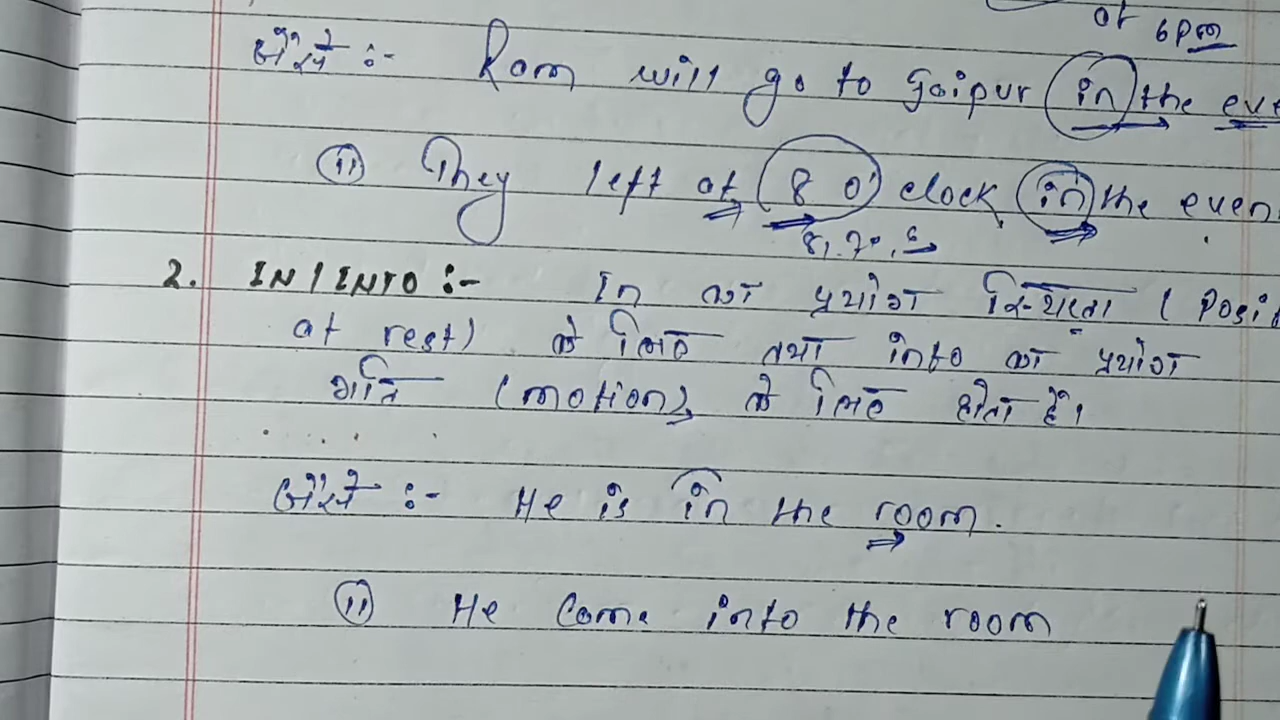 at 6pm
जैसे :- Ram will go to Jaipur in the eve
(ii) They left at 8 o' clock in the even
8, 7,
2. IN / INTO :- In का प्रयोग स्थिरता (Posi
at rest) के लिए तथा into का प्रयोग
गति (motion) के लिए होता है।
जैसे :- He is in the room.
(ii) He came into the room